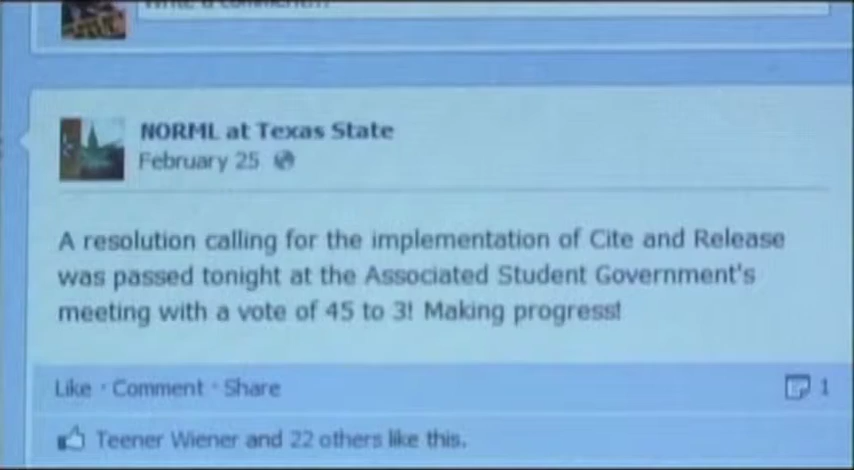 Write a comment...
NORML at Texas State
February 25
A resolution calling for the implementation of Cite and Release
was passed tonight at the Associated Student Government's
meeting with a vote of 45 to 3! Making progress!
Like · Comment · Share
1
Teener Wiener and 22 others like this.